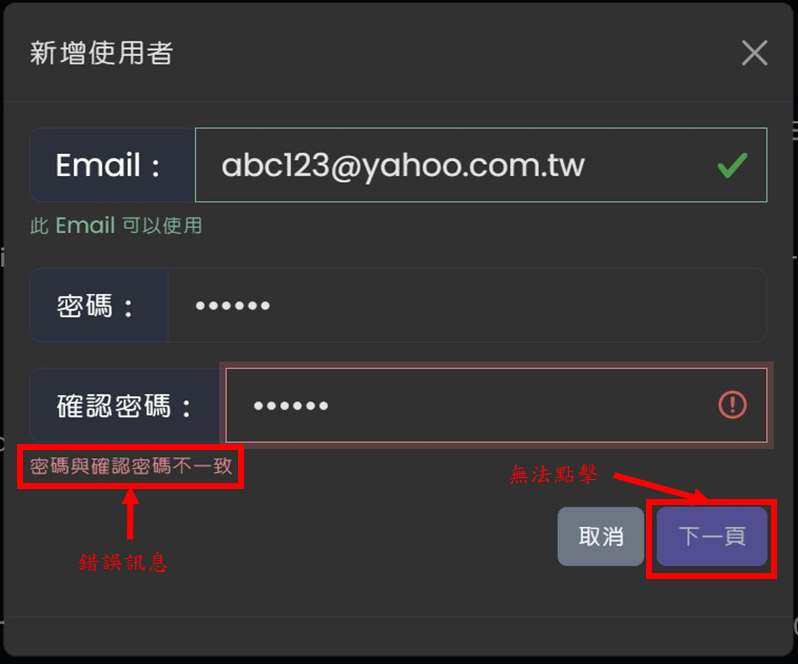 新增使用者
Email：
abc123@yahoo.com.tw
此 Email 可以使用
密碼：
••••••
確認密碼：
••••••
密碼與確認密碼不一致
無法點擊
取消
下一頁
錯誤訊息